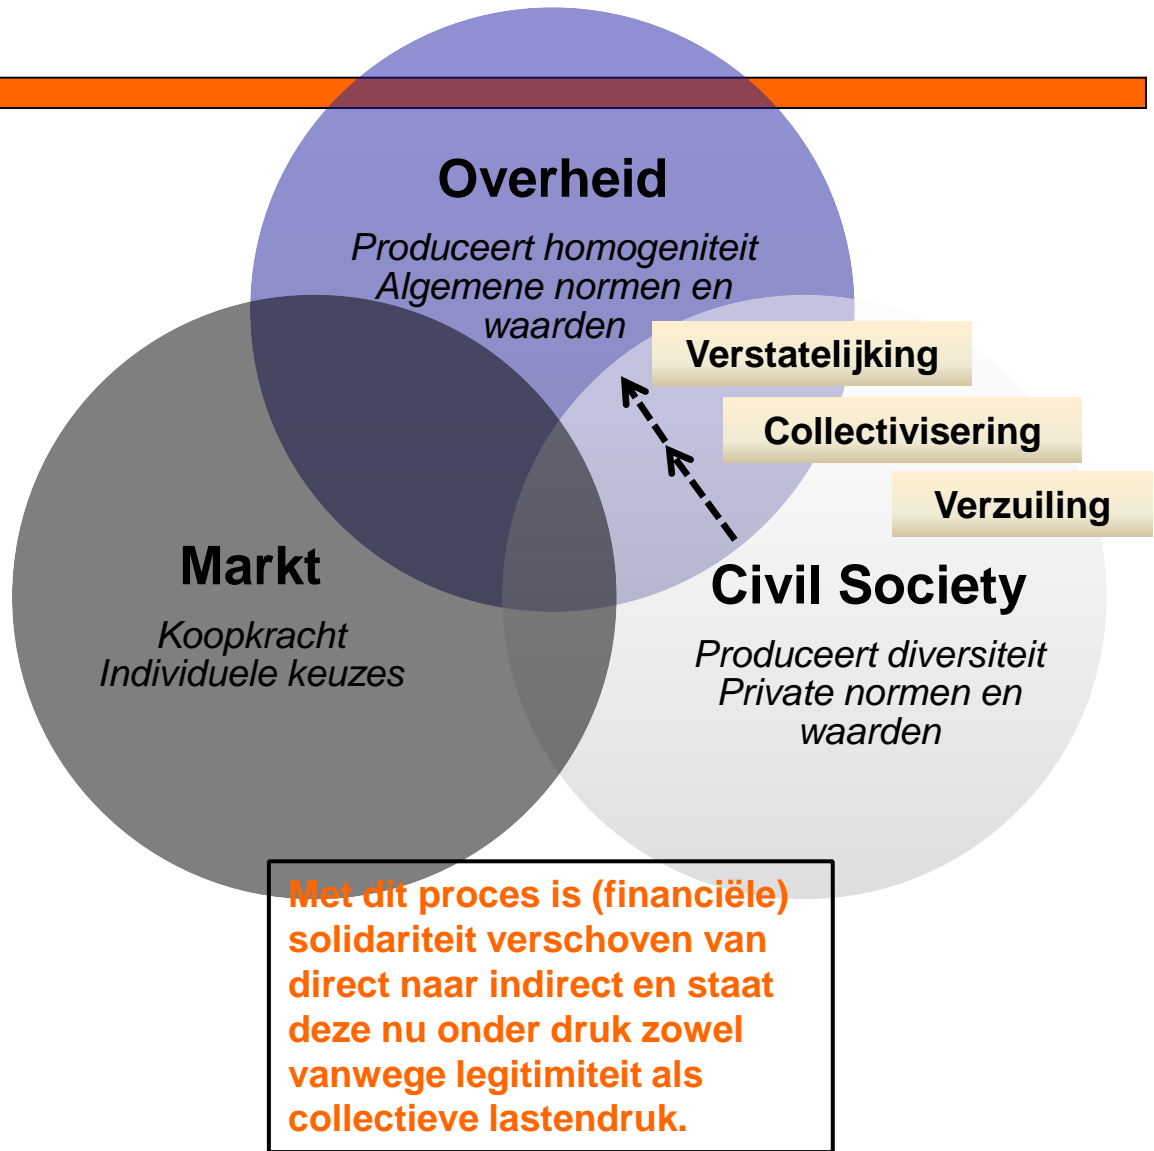 Overheid
Produceert homogeniteit
Algemene normen en
waarden
Verstatelijking
Collectivisering
Verzuiling
Markt
Koopkracht
Individuele keuzes
Civil Society
Produceert diversiteit
Private normen en
waarden
Met dit proces is (financiële)
solidariteit verschoven van
direct naar indirect en staat
deze nu onder druk zowel
vanwege legitimiteit als
collectieve lastendruk.